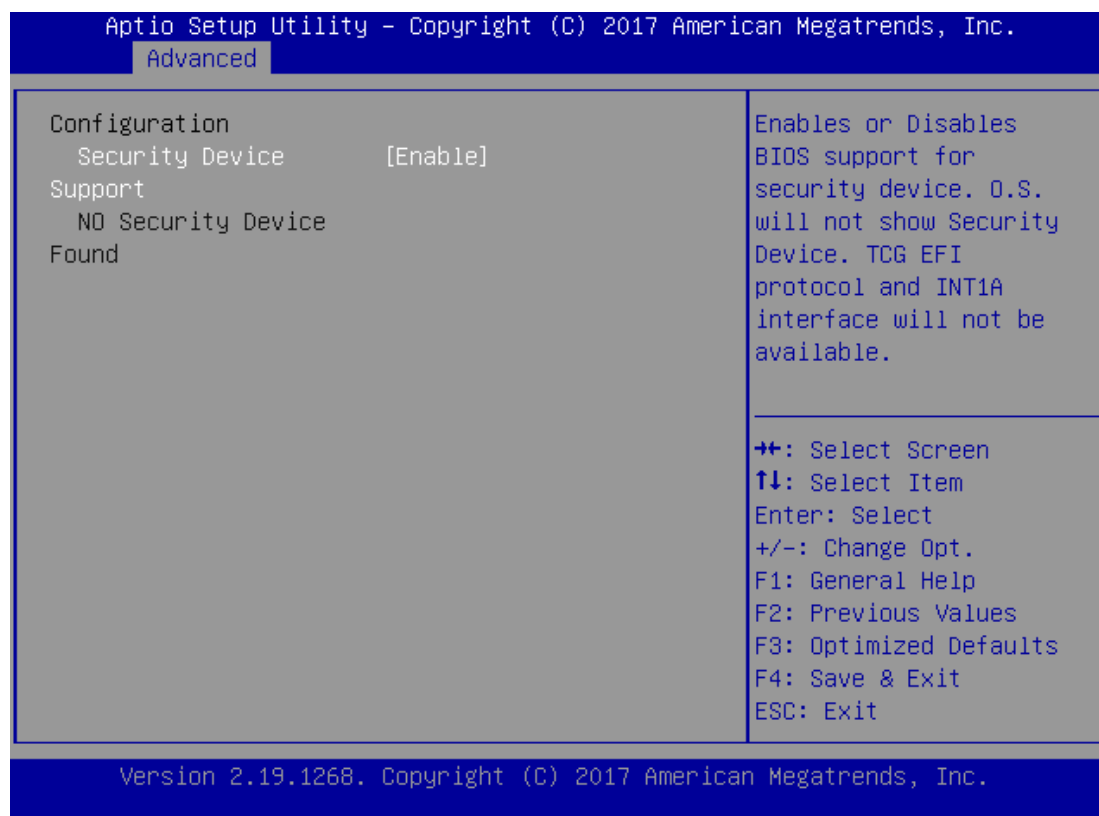 Aptio Setup Utility – Copyright (C) 2017 American Megatrends, Inc.
Advanced
Configuration
Security Device [Enable]
Support
NO Security Device
Found
Enables or Disables
BIOS support for
security device. O.S.
will not show Security
Device. TCG EFI
protocol and INT1A
interface will not be
available.
→←: Select Screen
↑↓: Select Item
Enter: Select
+/-: Change Opt.
F1: General Help
F2: Previous Values
F3: Optimized Defaults
F4: Save & Exit
ESC: Exit
Version 2.19.1268. Copyright (C) 2017 American Megatrends, Inc.